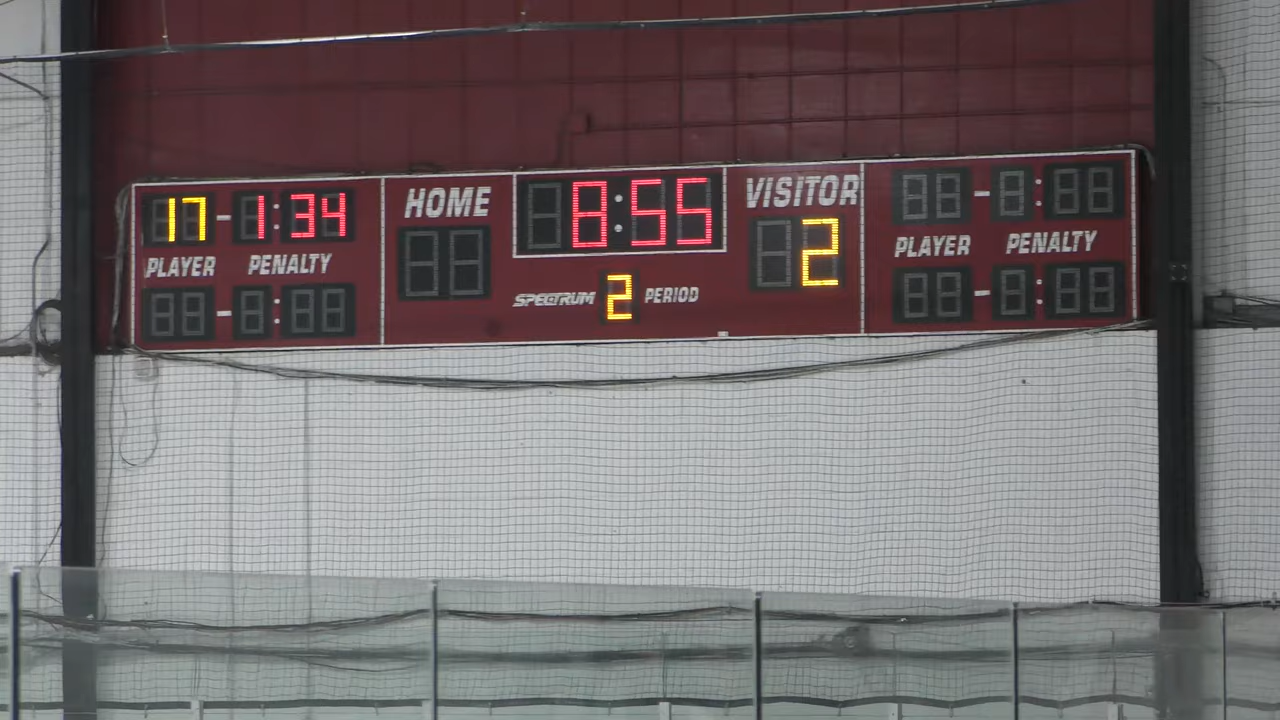 17-1:34 HOME 8:55 VISITOR
PLAYER PENALTY 2 PLAYER PENALTY
SPECTRUM 2 PERIOD